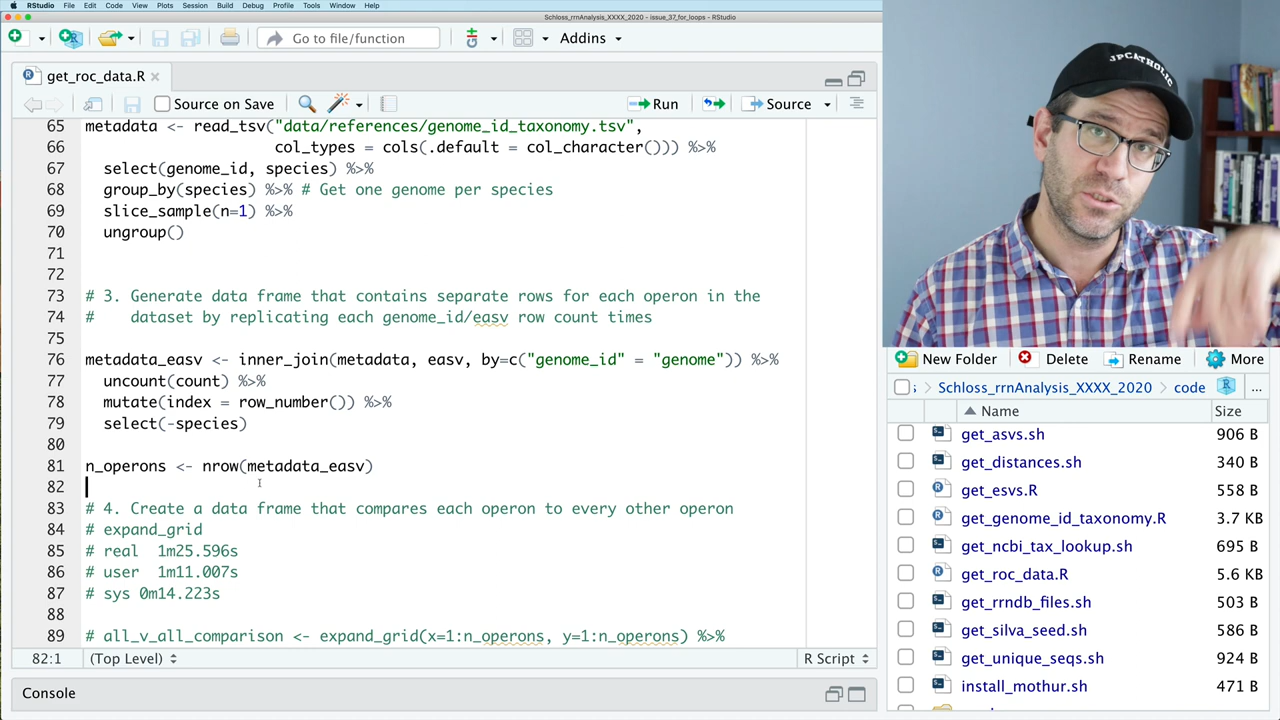 RStudio File Edit Code View Plots Session Build Debug Profile Tools Window Help
Schloss_rrnAnalysis_XXXX_2020 - issue_37_for_loops - RStudio
Go to file/function
Addins
get_roc_data.R
Source on Save
Run
Source
65 metadata <- read_tsv("data/references/genome_id_taxonomy.tsv",
66 col_types = cols(.default = col_character())) %>%
67 select(genome_id, species) %>%
68 group_by(species) %>% # Get one genome per species
69 slice_sample(n=1) %>%
70 ungroup()
71
72
73 # 3. Generate data frame that contains separate rows for each operon in the
74 # dataset by replicating each genome_id/easv row count times
75
76 metadata_easv <- inner_join(metadata, easv, by=c("genome_id" = "genome")) %>%
77 uncount(count) %>%
78 mutate(index = row_number()) %>%
79 select(-species)
80
81 n_operons <- nrow(metadata_easv)
82
83 # 4. Create a data frame that compares each operon to every other operon
84 # expand_grid
85 # real 1m25.596s
86 # user 1m11.007s
87 # sys 0m14.223s
88
89 # all_v_all_comparison <- expand_grid(x=1:n_operons, y=1:n_operons) %>%
82:1 (Top Level) R Script
Console
JPCATHOLIC
New Folder Delete Rename More
s > Schloss_rrnAnalysis_XXXX_2020 > code ...
Name Size
get_asvs.sh 906 B
get_distances.sh 340 B
get_esvs.R 558 B
get_genome_id_taxonomy.R 3.7 KB
get_ncbi_tax_lookup.sh 695 B
get_roc_data.R 5.6 KB
get_rrndb_files.sh 503 B
get_silva_seed.sh 586 B
get_unique_seqs.sh 924 B
install_mothur.sh 471 B